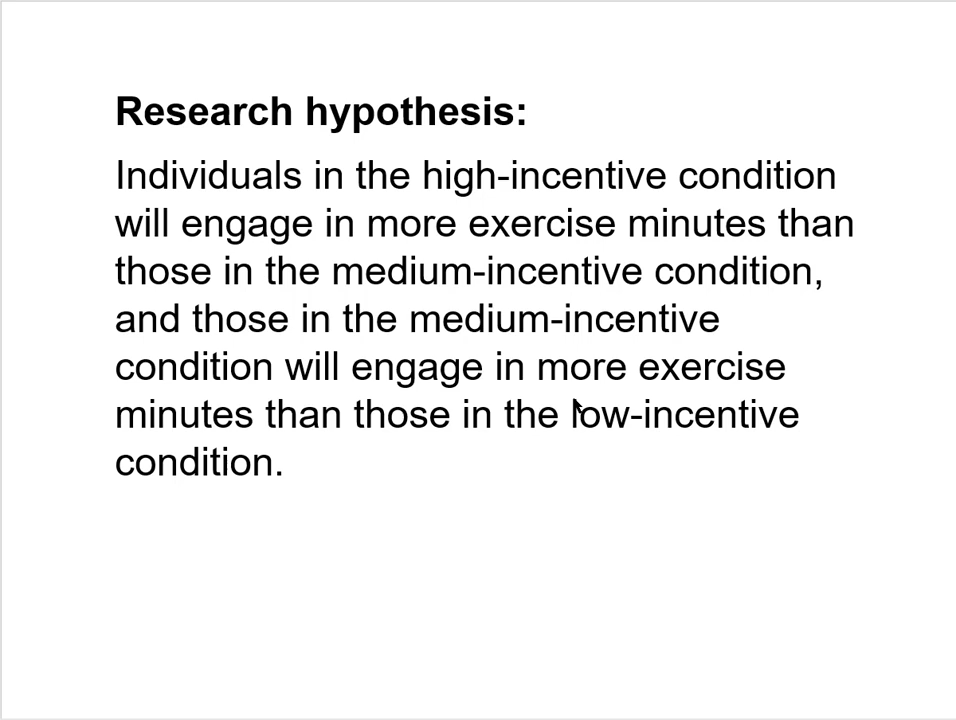 Research hypothesis:
Individuals in the high-incentive condition
will engage in more exercise minutes than
those in the medium-incentive condition,
and those in the medium-incentive
condition will engage in more exercise
minutes than those in the low-incentive
condition.